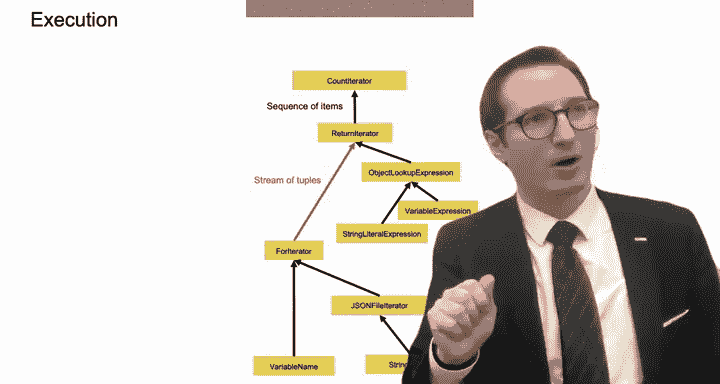 Execution
CountIterator
Sequence of items
ReturnIterator
ObjectLookupExpression
Stream of tuples
VariableExpression
StringLiteralExpression
ForIterator
JSONFileIterator
VariableName